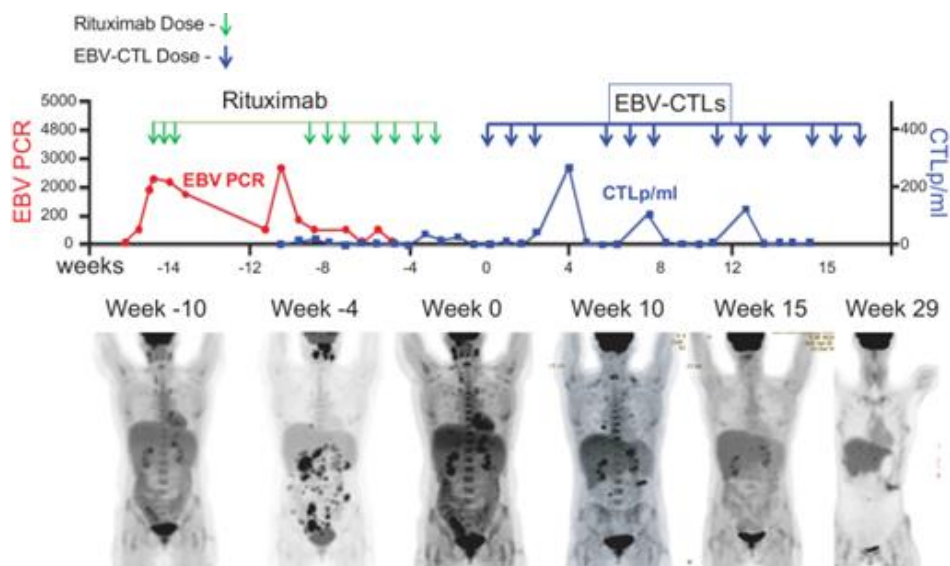 Rituximab Dose -
EBV-CTL Dose -
Rituximab
EBV-CTLs
EBV PCR
5000
4800
3000
2000
200
0
EBV PCR
CTLp/ml
400
200
0
CTLp/ml
weeks
-14 -10 -8 -4 0 4 8 12 15
Week -10 Week -4 Week 0 Week 10 Week 15 Week 29